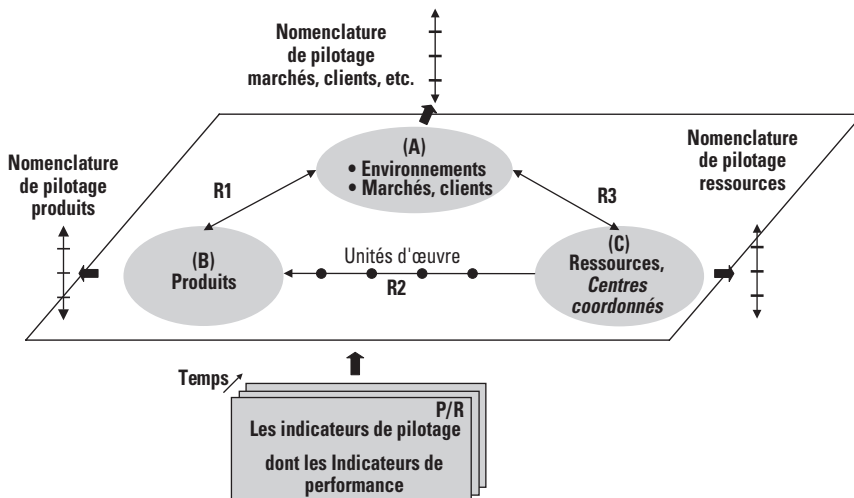 Nomenclature
de pilotage
marchés, clients, etc.
Nomenclature
de pilotage
produits
Nomenclature
de pilotage
ressources
(A)
• Environnements
• Marchés, clients
R1
R3
(B)
Produits
Unités d'œuvre
R2
(C)
Ressources,
Centres
coordonnés
Temps
P/R
Les indicateurs de pilotage
dont les Indicateurs de
performance